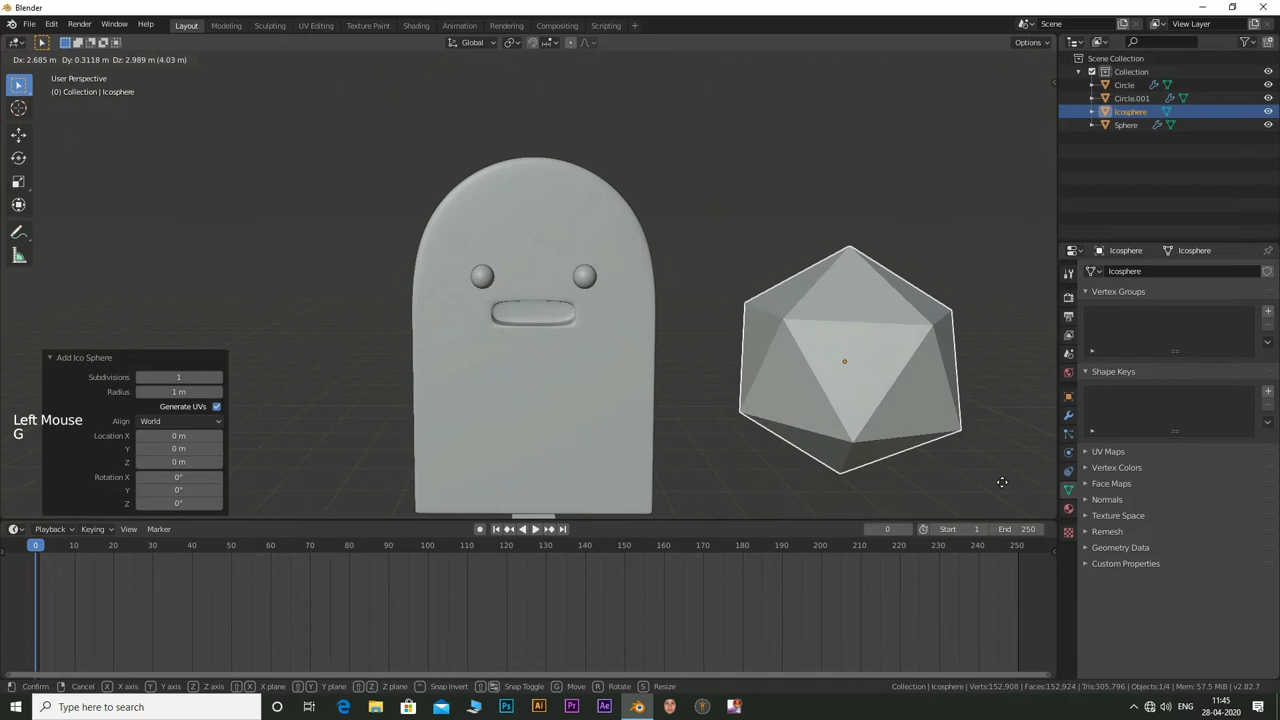 Blender
File Edit Render Window Help Layout Modeling Sculpting UV Editing Texture Paint Shading Animation Rendering Compositing Scripting + Scene View Layer
Global Options
Dx: 2.685 m Dy: 0.3118 m Dz: 2.989 m (4.03 m)
Scene Collection
Collection
User Perspective
(0) Collection | Icosphere
Circle
Circle.001
Icosphere
Sphere
Icosphere Icosphere
Icosphere
Vertex Groups
Shape Keys
Add Ico Sphere
Subdivisions 1
Radius 1 m
Generate UVs
Align World
Location X 0 m
Y 0 m
Z 0 m
Rotation X 0°
Y 0°
Z 0°
Left Mouse
G
UV Maps
Vertex Colors
Face Maps
Normals
Texture Space
Remesh
Geometry Data
Custom Properties
Playback Keying View Marker 0 Start 1 End 250
0 10 20 30 40 50 60 70 80 90 100 110 120 130 140 150 160 170 180 190 200 210 220 230 240 250
Confirm Cancel X X axis Y Y axis Z Z axis X X plane Y Y plane Z Z plane Snap Invert Snap Toggle G Move R Rotate S Resize Collection | Icosphere | Verts:152,908 | Faces:152,924 | Tris:305,796 | Objects:1/4 | Mem: 57.5 MiB | v2.82.7
Type here to search
Ps Ai Pr Ae
ENG
11:45
28-04-2020